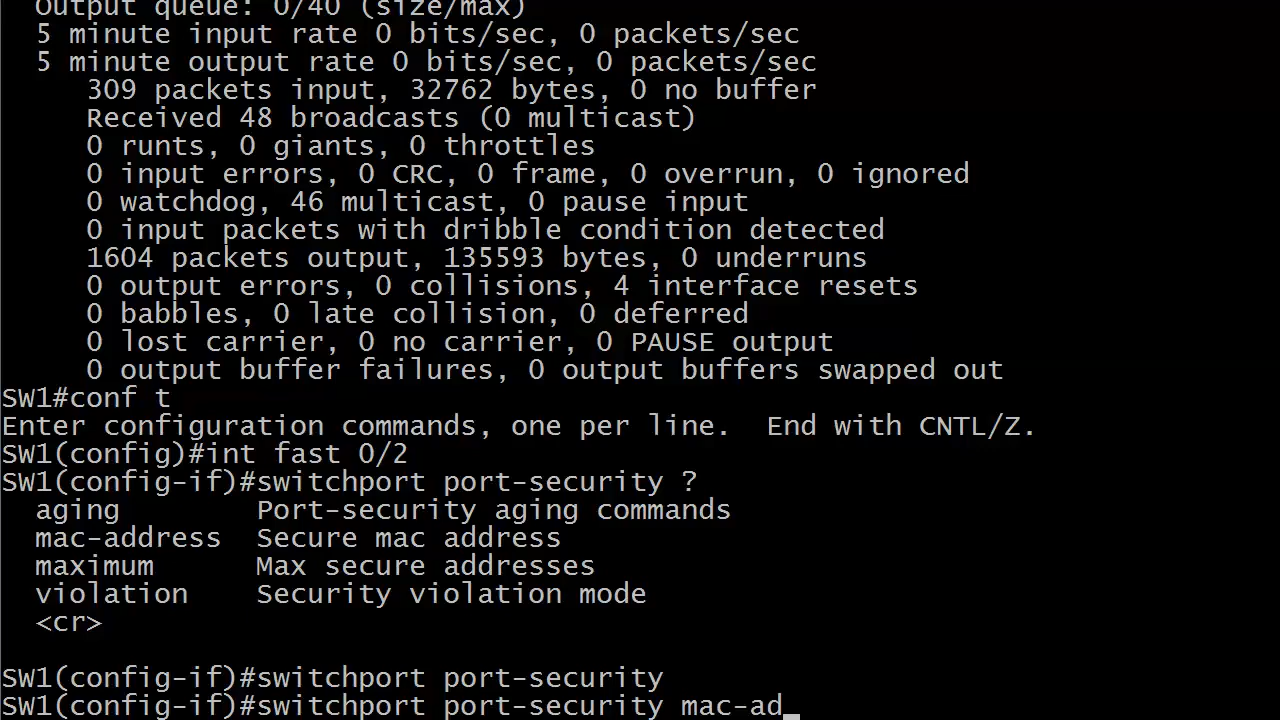 Output queue: 0/40 (size/max)
5 minute input rate 0 bits/sec, 0 packets/sec
5 minute output rate 0 bits/sec, 0 packets/sec
309 packets input, 32762 bytes, 0 no buffer
Received 48 broadcasts (0 multicast)
0 runts, 0 giants, 0 throttles
0 input errors, 0 CRC, 0 frame, 0 overrun, 0 ignored
0 watchdog, 46 multicast, 0 pause input
0 input packets with dribble condition detected
1604 packets output, 135593 bytes, 0 underruns
0 output errors, 0 collisions, 4 interface resets
0 babbles, 0 late collision, 0 deferred
0 lost carrier, 0 no carrier, 0 PAUSE output
0 output buffer failures, 0 output buffers swapped out
SW1#conf t
Enter configuration commands, one per line.  End with CNTL/Z.
SW1(config)#int fast 0/2
SW1(config-if)#switchport port-security ?
aging        Port-security aging commands
mac-address  Secure mac address
maximum      Max secure addresses
violation    Security violation mode
<cr>
SW1(config-if)#switchport port-security
SW1(config-if)#switchport port-security mac-ad_